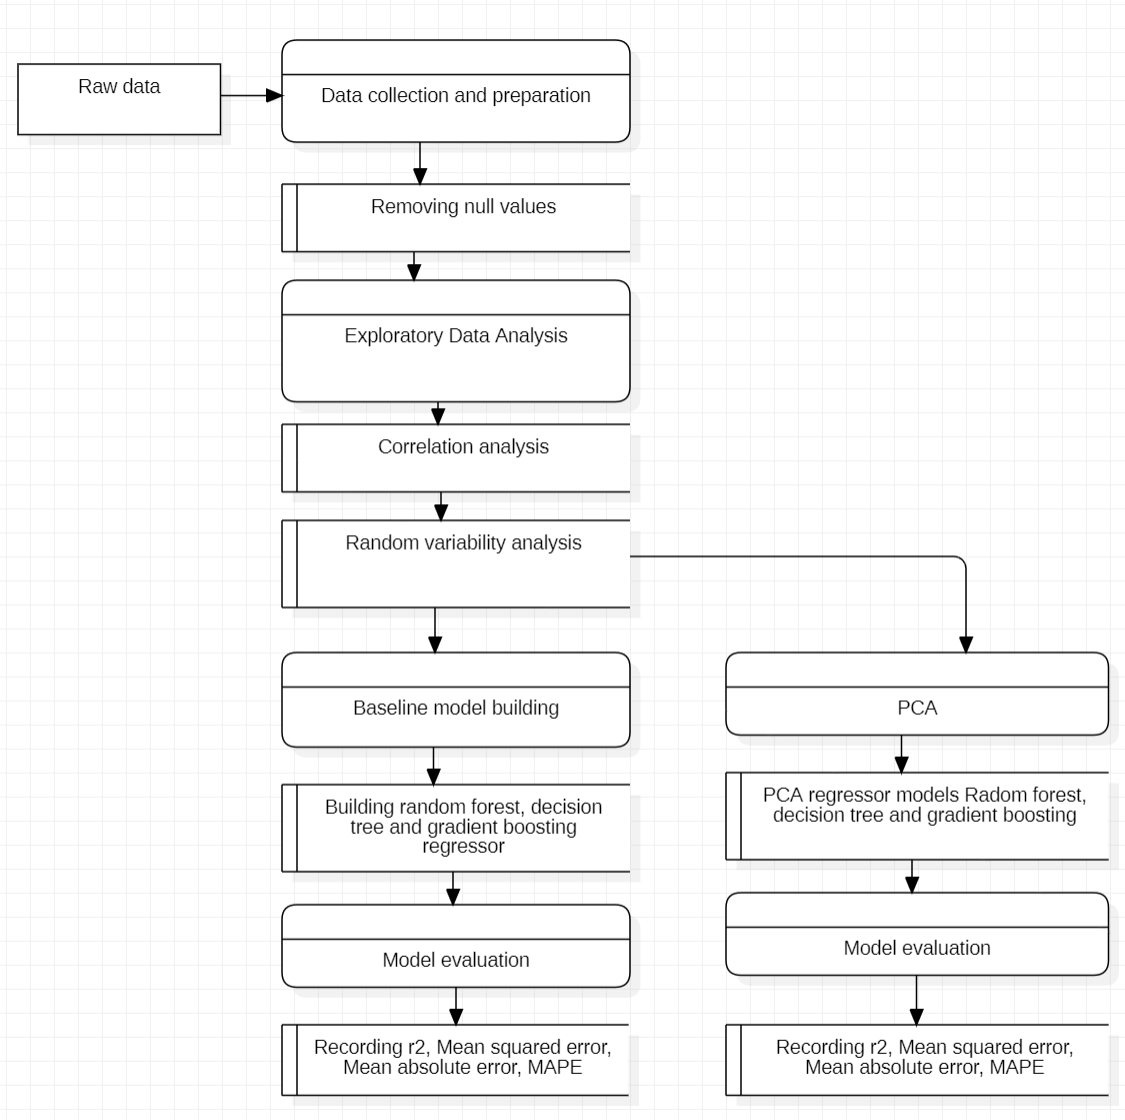 Raw data
Data collection and preparation
Removing null values
Exploratory Data Analysis
Correlation analysis
Random variability analysis
Baseline model building
Building random forest, decision
tree and gradient boosting
regressor
Model evaluation
Recording r2, Mean squared error,
Mean absolute error, MAPE
PCA
PCA regressor models Radom forest,
decision tree and gradient boosting
Model evaluation
Recording r2, Mean squared error,
Mean absolute error, MAPE